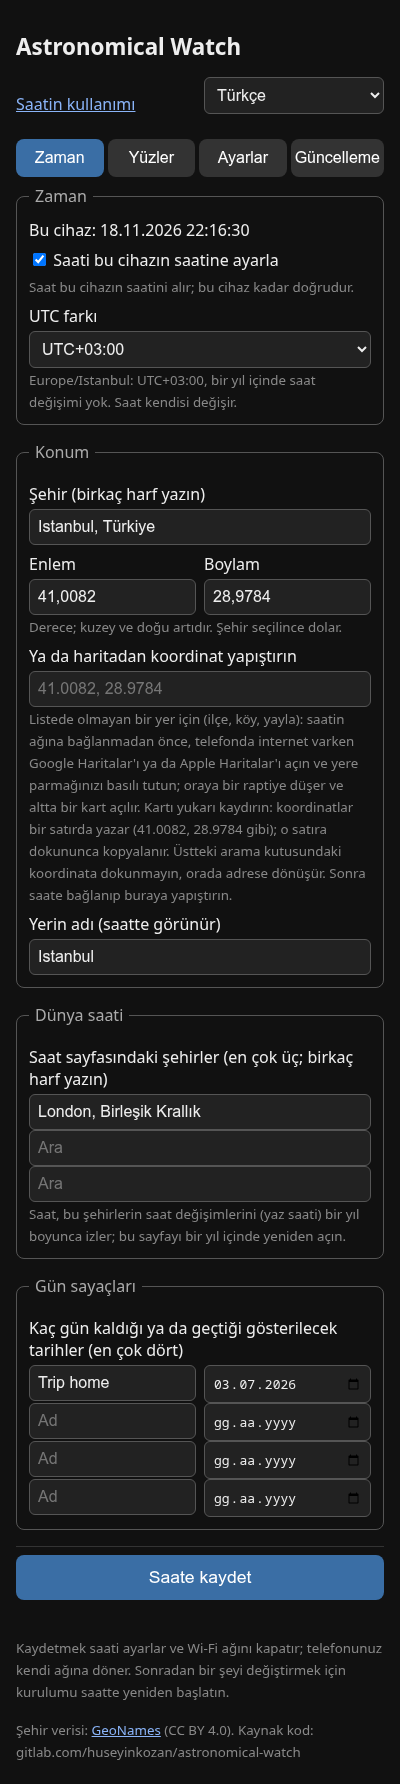 Astronomical Watch
Saatin kullanımı
Türkçe
Zaman
Yüzler
Ayarlar
Güncelleme
Zaman
Bu cihaz: 18.11.2026 22:16:30
Saati bu cihazın saatine ayarla
Saat bu cihazın saatini alır; bu cihaz kadar doğrudur.
UTC farkı
UTC+03:00
Europe/Istanbul: UTC+03:00, bir yıl içinde saat
değişimi yok. Saat kendisi değişir.
Konum
Şehir (birkaç harf yazın)
Istanbul, Türkiye
Enlem
Boylam
41,0082
28,9784
Derece; kuzey ve doğu artıdır. Şehir seçilince dolar.
Ya da haritadan koordinat yapıştırın
41.0082, 28.9784
Listede olmayan bir yer için (ilçe, köy, yayla): saatin
ağına bağlanmadan önce, telefonda internet varken
Google Haritalar'ı ya da Apple Haritalar'ı açın ve yere
parmağınızı basılı tutun; oraya bir raptiye düşer ve
altta bir kart açılır. Kartı yukarı kaydırın: koordinatlar
bir satırda yazar (41.0082, 28.9784 gibi); o satıra
dokununca kopyalanır. Üstteki arama kutusundaki
koordinata dokunmayın, orada adrese dönüşür. Sonra
saate bağlanıp buraya yapıştırın.
Yerin adı (saatte görünür)
Istanbul
Dünya saati
Saat sayfasındaki şehirler (en çok üç; birkaç
harf yazın)
London, Birleşik Krallık
Ara
Ara
Saat, bu şehirlerin saat değişimlerini (yaz saati) bir yıl
boyunca izler; bu sayfayı bir yıl içinde yeniden açın.
Gün sayaçları
Kaç gün kaldığı ya da geçtiği gösterilecek
tarihler (en çok dört)
Trip home
03.07.2026
Ad
gg.aa.yyyy
Ad
gg.aa.yyyy
Ad
gg.aa.yyyy
Saate kaydet
Kaydetmek saati ayarlar ve Wi-Fi ağını kapatır; telefonunuz
kendi ağına döner. Sonradan bir şeyi değiştirmek için
kurulumu saatte yeniden başlatın.
Şehir verisi: GeoNames (CC BY 4.0). Kaynak kod:
gitlab.com/huseyinkozan/astronomical-watch